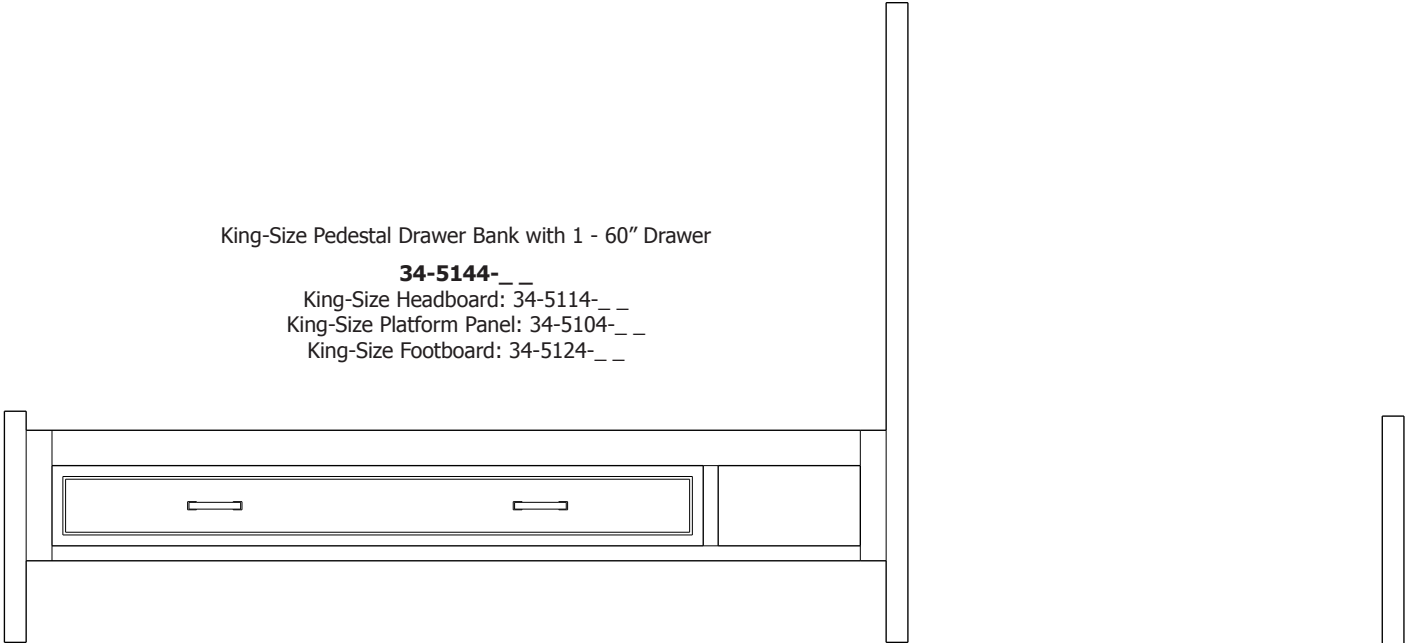 King-Size Pedestal Drawer Bank with 1 - 60” Drawer
34-5144-_ _
King-Size Headboard: 34-5114-_ _
King-Size Platform Panel: 34-5104-_ _
King-Size Footboard: 34-5124-_ _